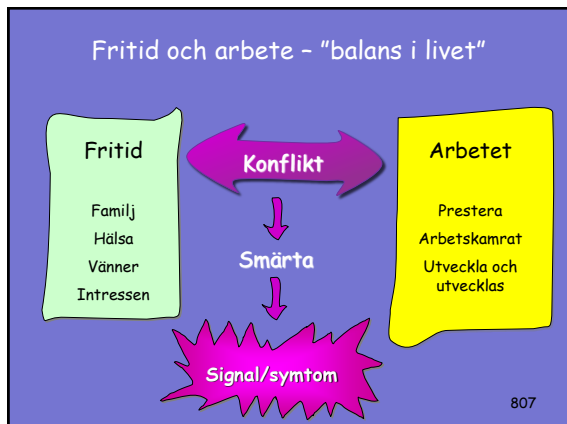 Fritid och arbete – "balans i livet"
Fritid
Familj
Hälsa
Vänner
Intressen
Konflikt
Smärta
Signal/symtom
Arbetet
Prestera
Arbetskamrat
Utveckla och
utvecklas
807